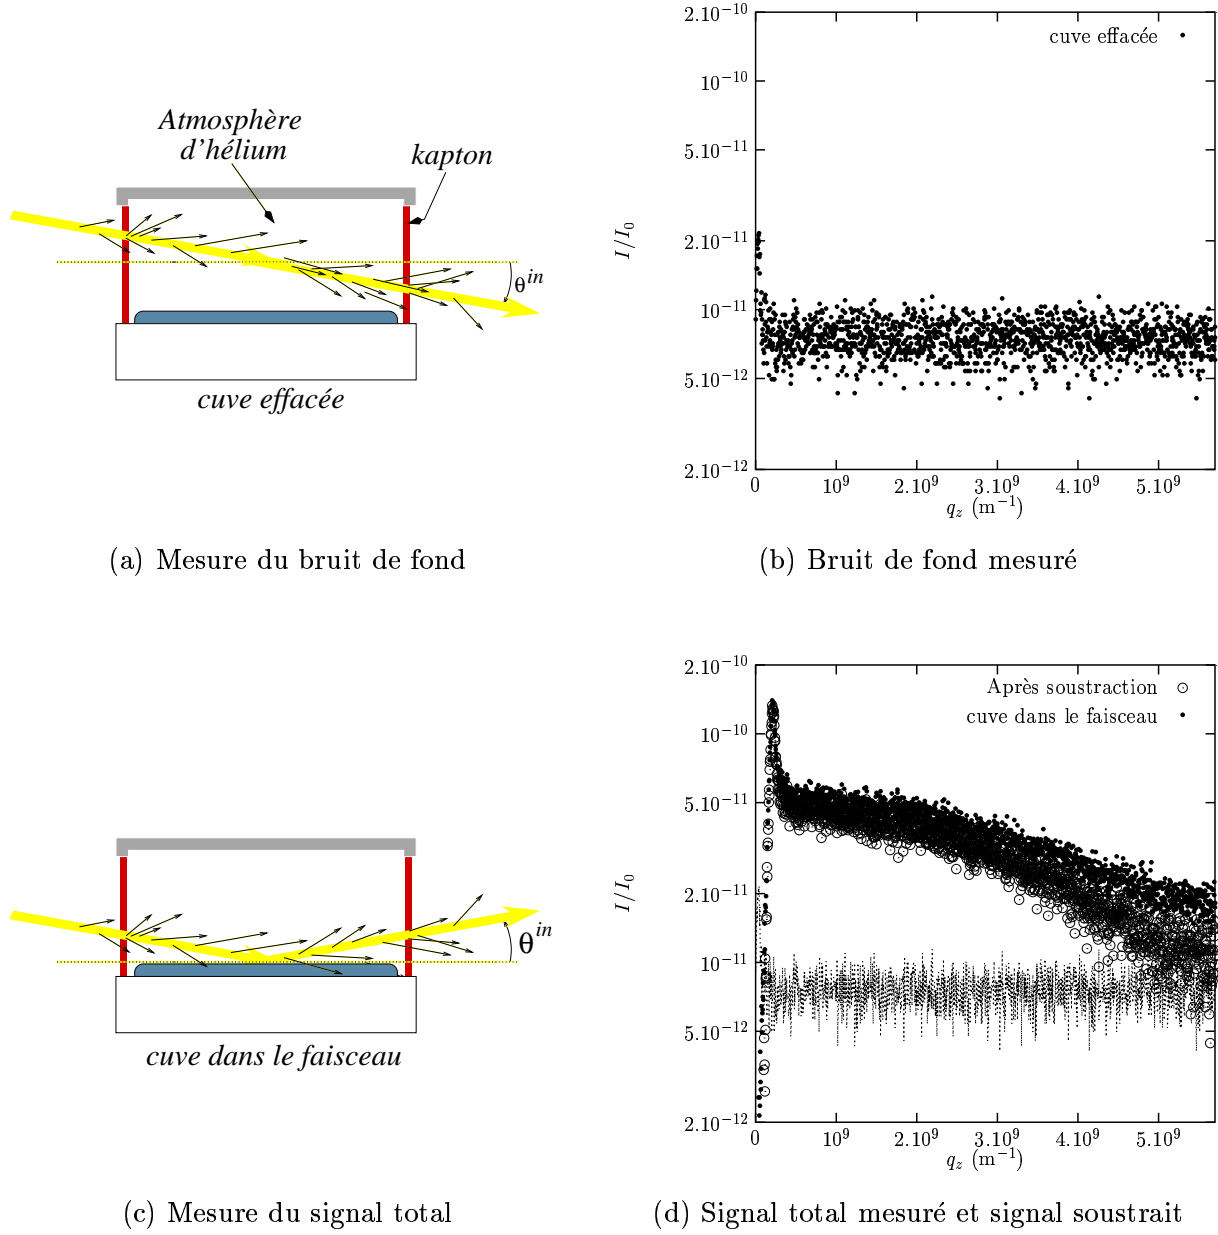 Atmosphère
d'hélium
kapton
θ^in
cuve effacée
(a) Mesure du bruit de fond
cuve effacée
2.10^−10
10^−10
5.10^−11
2.10^−11
10^−11
5.10^−12
2.10^−12
I/I_0
0 10^9 2.10^9 3.10^9 4.10^9 5.10^9
q_z (m^−1)
(b) Bruit de fond mesuré
θ^in
cuve dans le faisceau
(c) Mesure du signal total
Après soustraction
cuve dans le faisceau
2.10^−10
10^−10
5.10^−11
2.10^−11
10^−11
5.10^−12
2.10^−12
I/I_0
0 10^9 2.10^9 3.10^9 4.10^9 5.10^9
q_z (m^−1)
(d) Signal total mesuré et signal soustrait